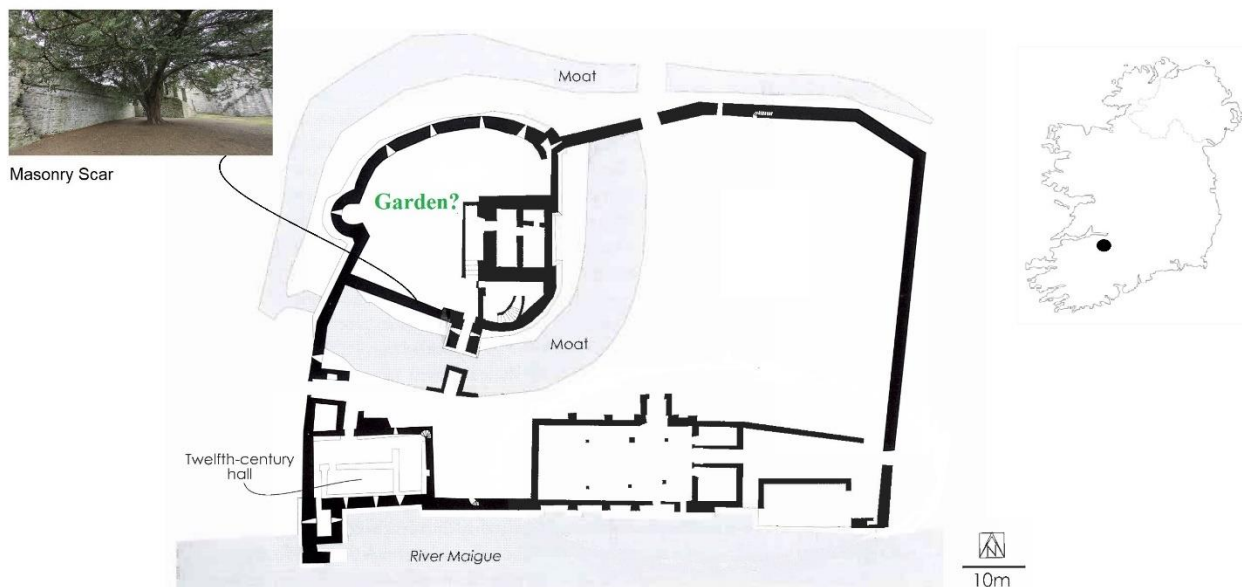 Moat
Masonry Scar
Garden?
Moat
Twelfth-century
hall
River Maigue
10m